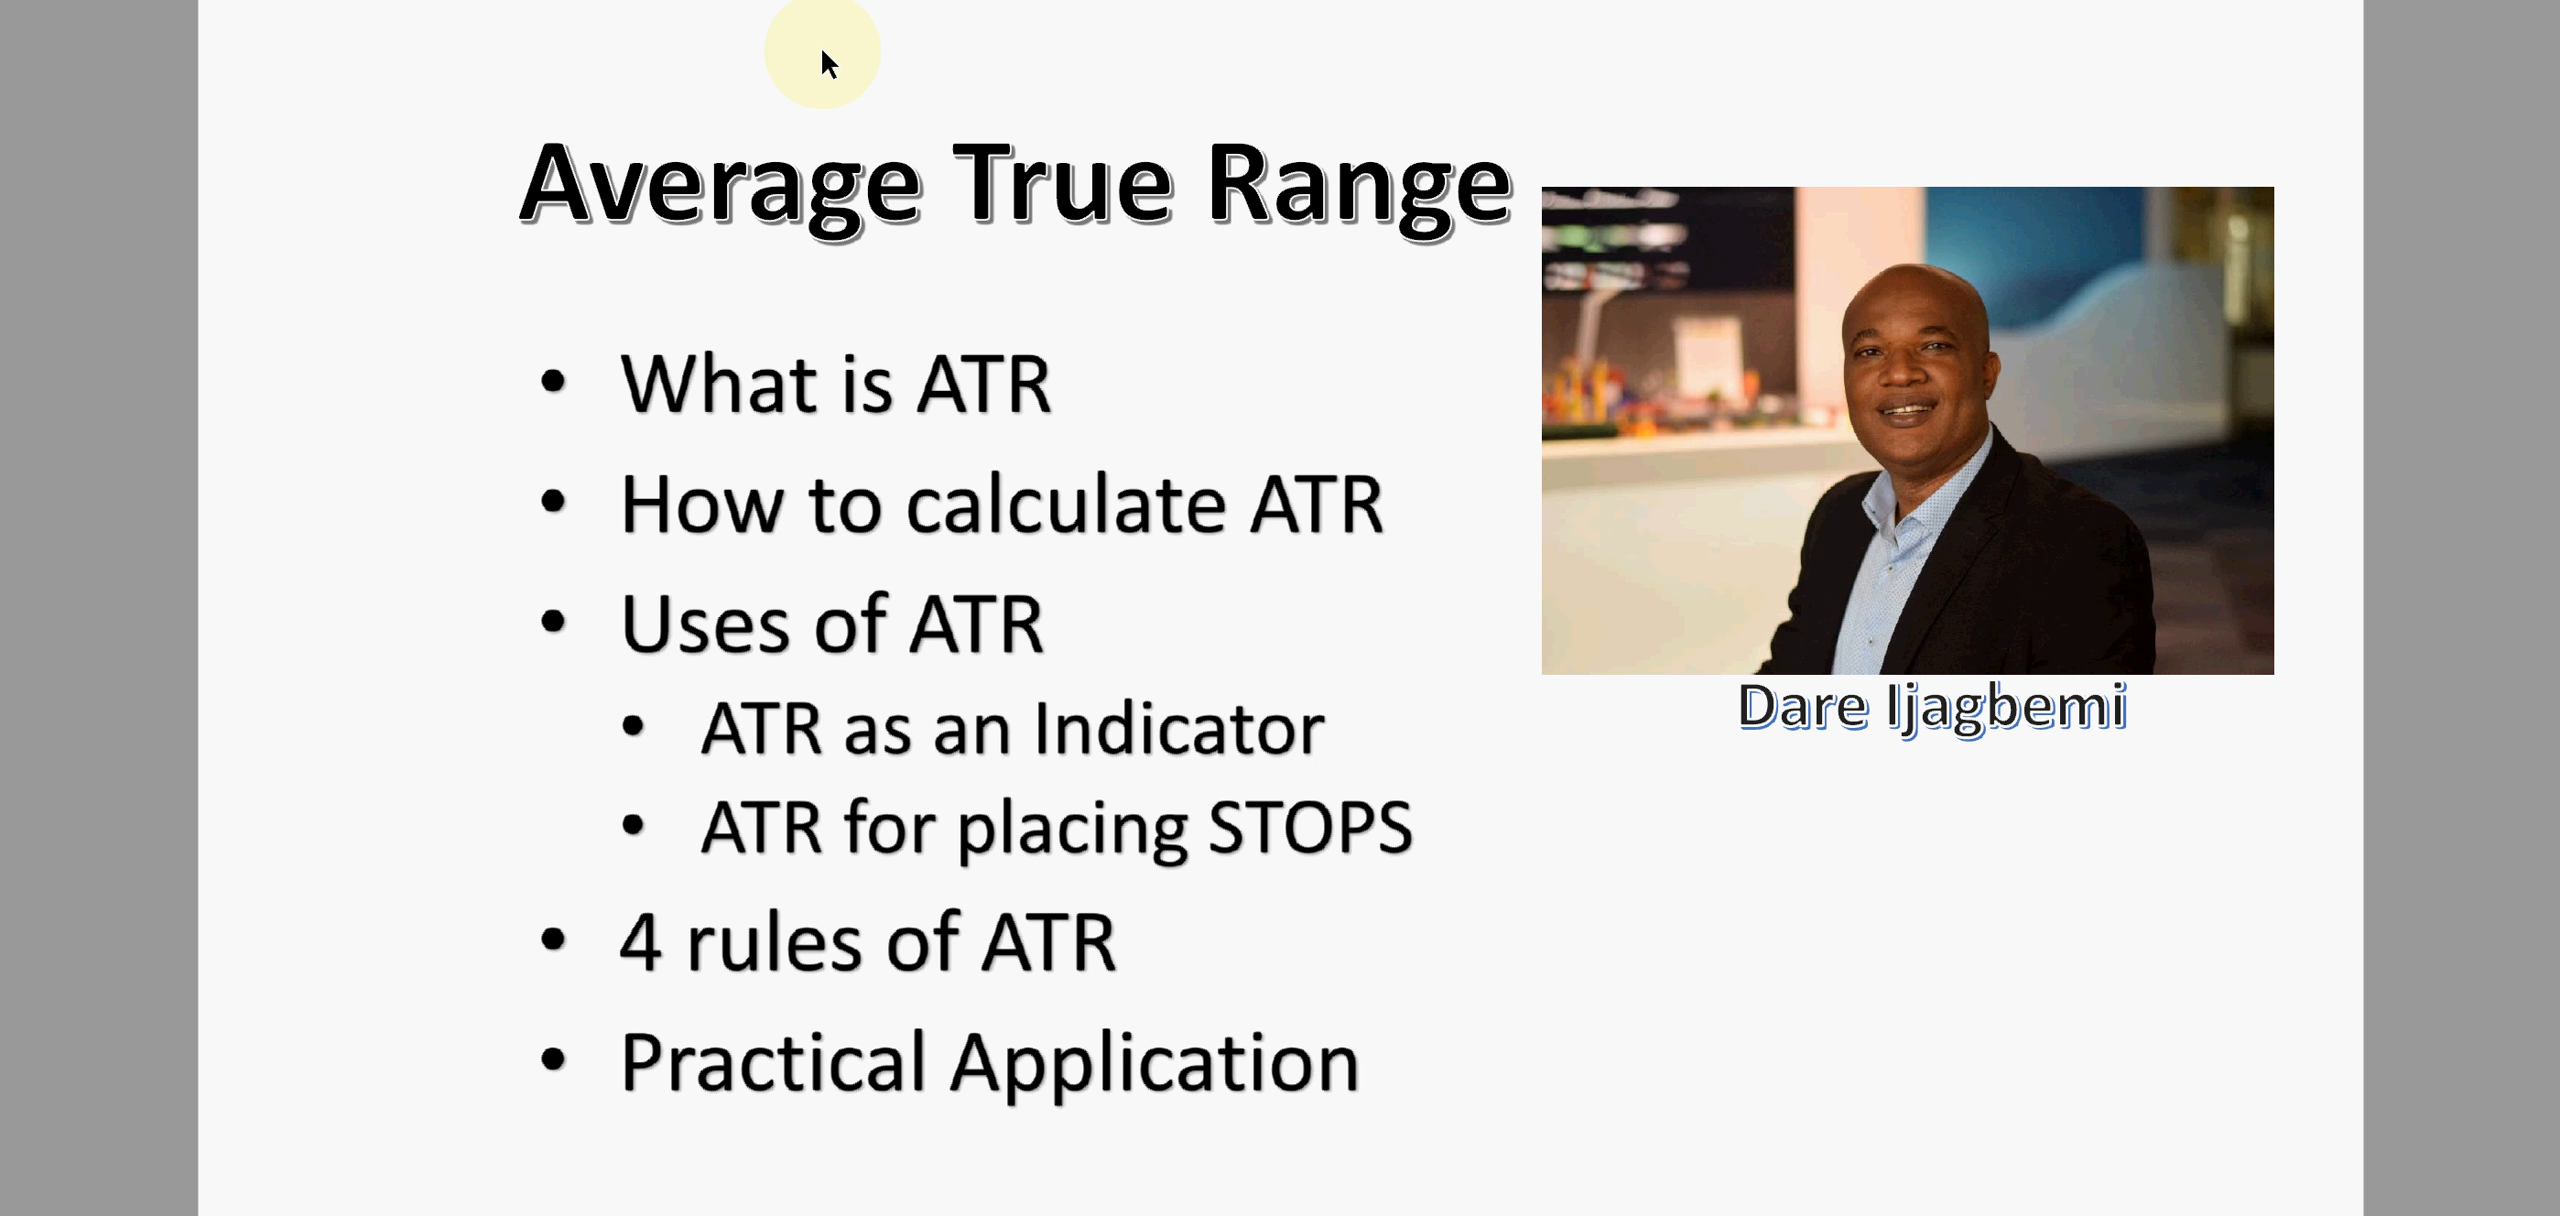 Average True Range
• What is ATR
• How to calculate ATR
• Uses of ATR
• ATR as an Indicator
• ATR for placing STOPS
• 4 rules of ATR
• Practical Application
Dare Ijagbemi